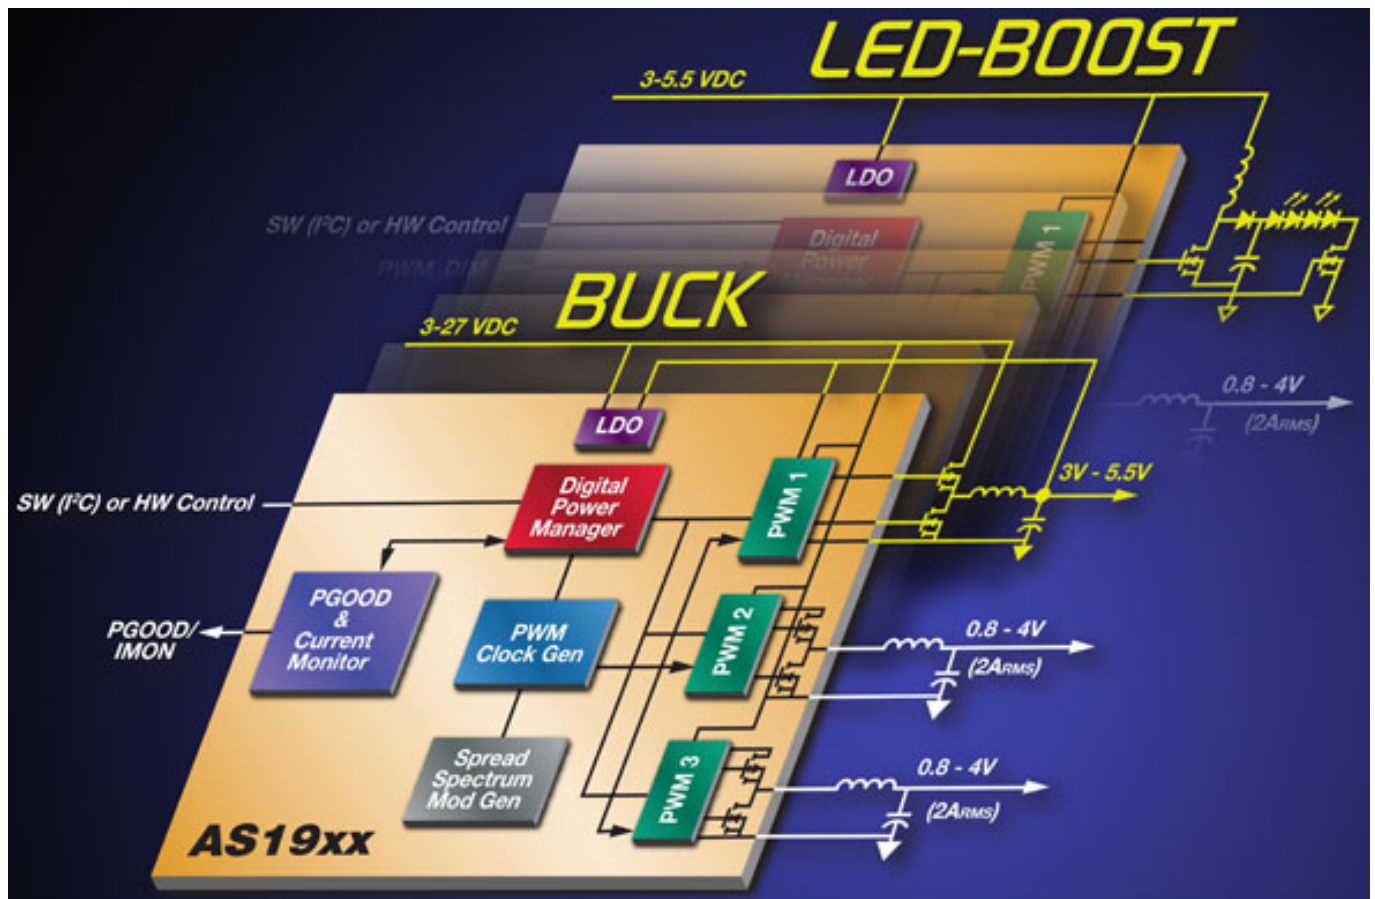 LED-BOOST
3-5.5 VDC
LDO
SW (I²C) or HW Control
Digital
Power
PWM 1
PWM DIM
BUCK
3-27 VDC
0.8 - 4V
(2ARMS)
LDO
SW (I²C) or HW Control
Digital
Power
Manager
PWM 1
3V - 5.5V
PGOOD
&
Current
Monitor
PGOOD/
IMON
PWM
Clock Gen
PWM 2
0.8 - 4V
(2ARMS)
Spread
Spectrum
Mod Gen
PWM 3
0.8 - 4V
(2ARMS)
AS19xx